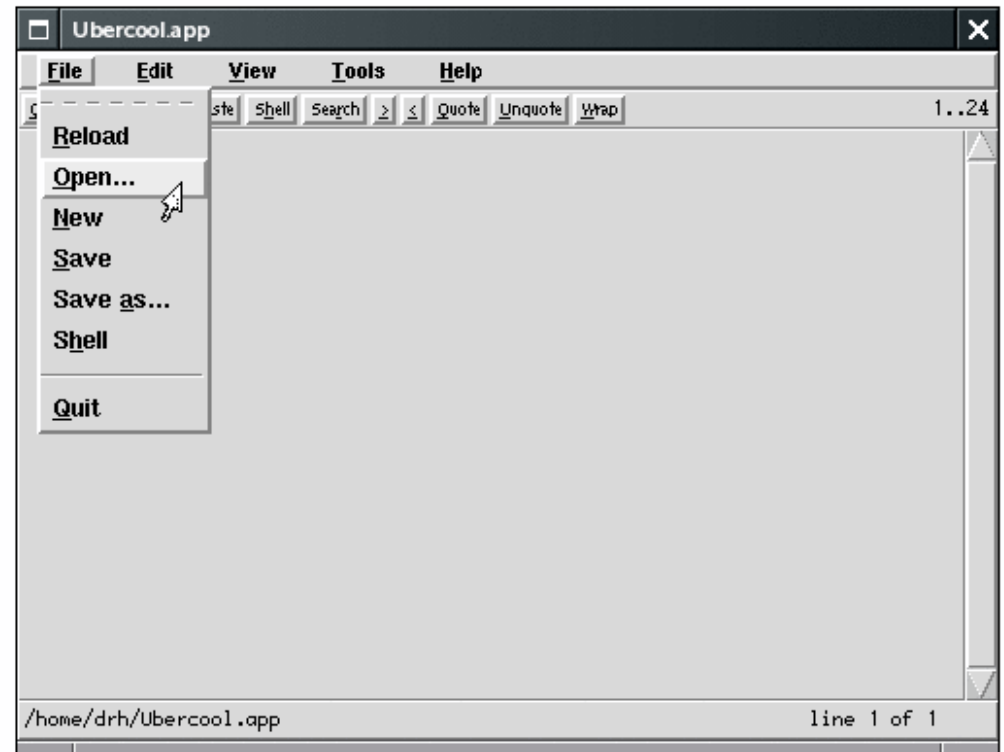 Ubercool.app
File Edit View Tools Help
Shell Search > < Quote Unquote Wrap 1..24
Reload
Open...
New
Save
Save as...
Shell
Quit
/home/drh/Ubercool.app line 1 of 1